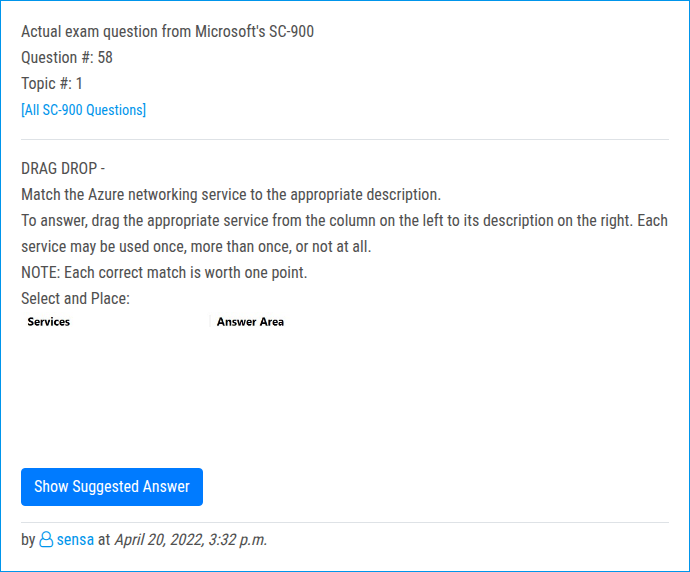 Actual exam question from Microsoft's SC-900
Question #: 58
Topic #: 1
[All SC-900 Questions]
DRAG DROP -
Match the Azure networking service to the appropriate description.
To answer, drag the appropriate service from the column on the left to its description on the right. Each
service may be used once, more than once, or not at all.
NOTE: Each correct match is worth one point.
Select and Place:
Services Answer Area
Show Suggested Answer
by sensa at April 20, 2022, 3:32 p.m.